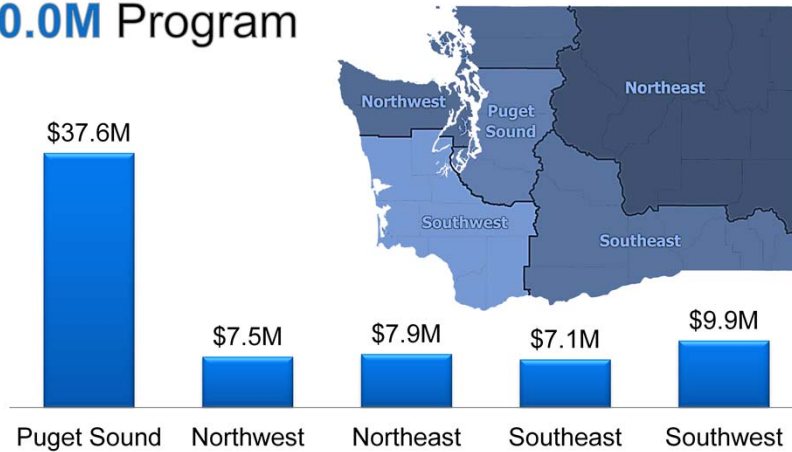 0.0M Program
Northwest
Puget
Sound
Northeast
Southwest
Southeast
$37.6M
$7.5M
$7.9M
$7.1M
$9.9M
Puget Sound
Northwest
Northeast
Southeast
Southwest